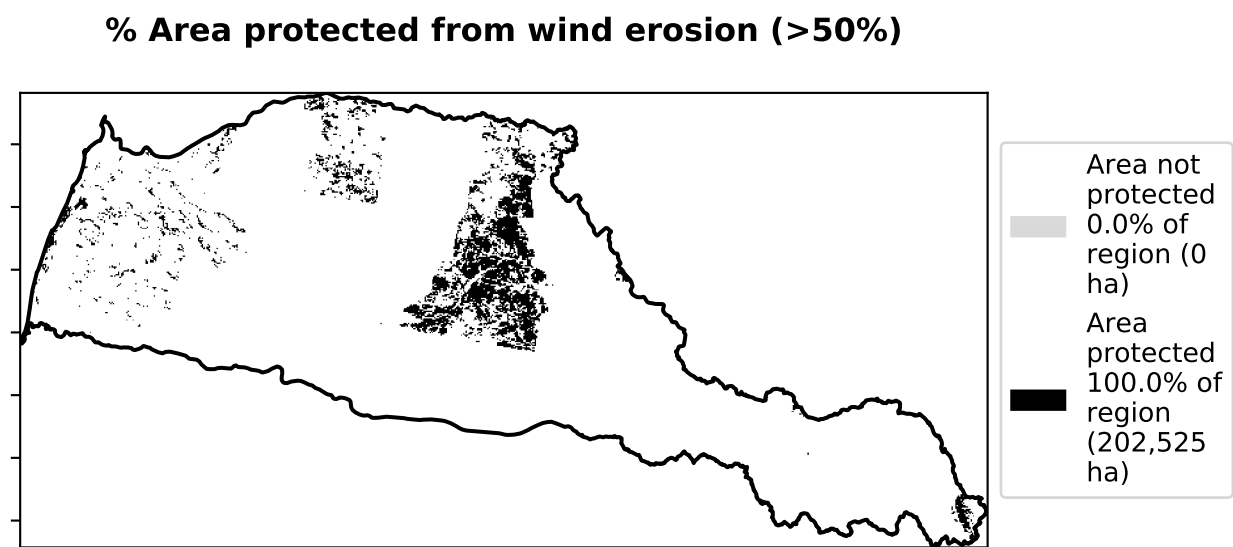 % Area protected from wind erosion (>50%)
Area not
protected
0.0% of
region (0
ha)
Area
protected
100.0% of
region
(202,525
ha)